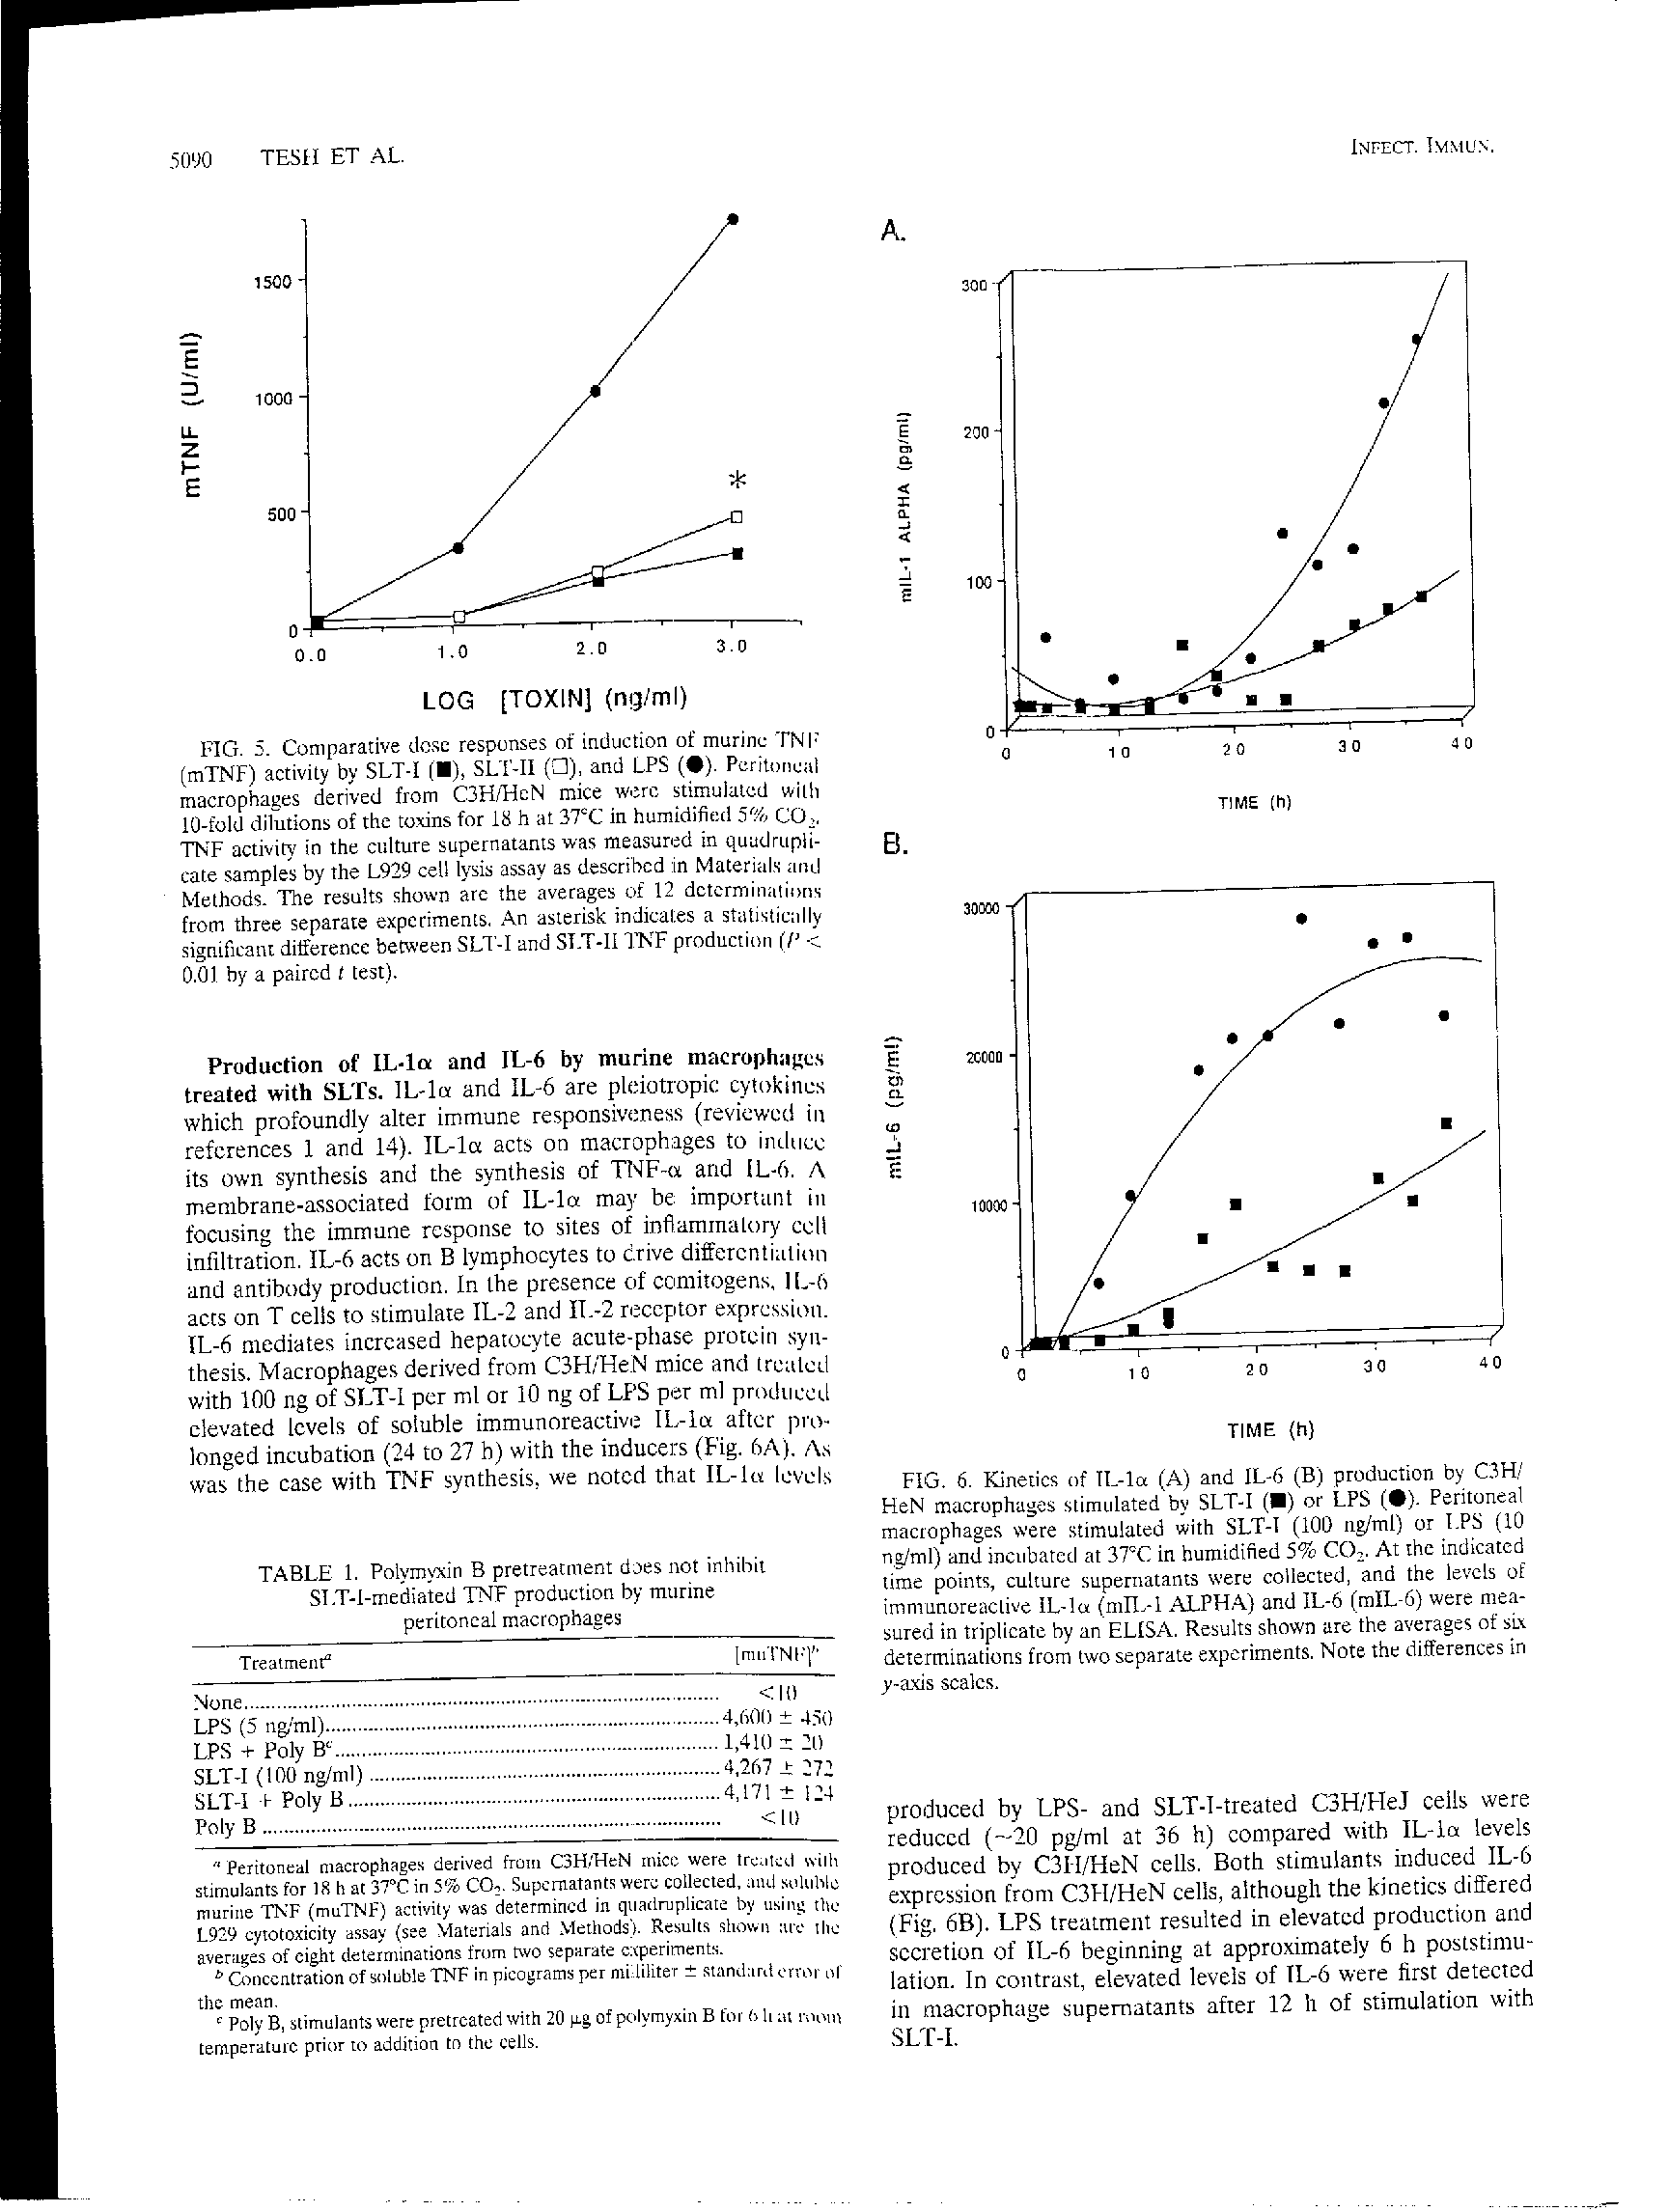 5090 TESH ET AL.
INFECT. IMMUN.
mTNF (U/ml)
1500
1000
500
0
*
0.0 1.0 2.0 3.0
LOG [TOXIN] (ng/ml)
FIG. 5. Comparative dose responses of induction of murine TNF
(mTNF) activity by SLT-I (■), SLT-II (□), and LPS (●). Peritoneal
macrophages derived from C3H/HeN mice were stimulated with
10-fold dilutions of the toxins for 18 h at 37°C in humidified 5% CO₂.
TNF activity in the culture supernatants was measured in quadrupli-
cate samples by the L929 cell lysis assay as described in Materials and
Methods. The results shown are the averages of 12 determinations
from three separate experiments. An asterisk indicates a statistically
significant difference between SLT-I and SLT-II TNF production (P <
0.01 by a paired t test).
Production of IL-1α and IL-6 by murine macrophages
treated with SLTs. IL-1α and IL-6 are pleiotropic cytokines
which profoundly alter immune responsiveness (reviewed in
references 1 and 14). IL-1α acts on macrophages to induce
its own synthesis and the synthesis of TNF-α and IL-6. A
membrane-associated form of IL-1α may be important in
focusing the immune response to sites of inflammatory cell
infiltration. IL-6 acts on B lymphocytes to drive differentiation
and antibody production. In the presence of comitogens, IL-6
acts on T cells to stimulate IL-2 and IL-2 receptor expression.
IL-6 mediates increased hepatocyte acute-phase protein syn-
thesis. Macrophages derived from C3H/HeN mice and treated
with 100 ng of SLT-I per ml or 10 ng of LPS per ml produced
elevated levels of soluble immunoreactive IL-1α after pro-
longed incubation (24 to 27 h) with the inducers (Fig. 6A). As
was the case with TNF synthesis, we noted that IL-1α levels
TABLE 1. Polymyxin B pretreatment does not inhibit
SLT-I-mediated TNF production by murine
peritoneal macrophages
Treatmentᵃ [muTNF]ᵇ
None <10
LPS (5 ng/ml) 4,600 ± 450
LPS + Poly Bᶜ 1,410 ± 20
SLT-I (100 ng/ml) 4,267 ± 272
SLT-I + Poly B 4,171 ± 124
Poly B <10
ᵃ Peritoneal macrophages derived from C3H/HeN mice were treated with
stimulants for 18 h at 37°C in 5% CO₂. Supernatants were collected, and soluble
murine TNF (muTNF) activity was determined in quadruplicate by using the
L929 cytotoxicity assay (see Materials and Methods). Results shown are the
averages of eight determinations from two separate experiments.
ᵇ Concentration of soluble TNF in picograms per milliliter ± standard error of
the mean.
ᶜ Poly B, stimulants were pretreated with 20 μg of polymyxin B for 6 h at room
temperature prior to addition to the cells.
A.
mIL-1 ALPHA (pg/ml)
300
200
100
0
0 10 20 30 40
TIME (h)
B.
mIL-6 (pg/ml)
30000
20000
10000
0
0 10 20 30 40
TIME (h)
FIG. 6. Kinetics of IL-1α (A) and IL-6 (B) production by C3H/
HeN macrophages stimulated by SLT-I (■) or LPS (●). Peritoneal
macrophages were stimulated with SLT-I (100 ng/ml) or LPS (10
ng/ml) and incubated at 37°C in humidified 5% CO₂. At the indicated
time points, culture supernatants were collected, and the levels of
immunoreactive IL-1α (mIL-1 ALPHA) and IL-6 (mIL-6) were mea-
sured in triplicate by an ELISA. Results shown are the averages of six
determinations from two separate experiments. Note the differences in
y-axis scales.
produced by LPS- and SLT-I-treated C3H/HeJ cells were
reduced (~20 pg/ml at 36 h) compared with IL-1α levels
produced by C3H/HeN cells. Both stimulants induced IL-6
expression from C3H/HeN cells, although the kinetics differed
(Fig. 6B). LPS treatment resulted in elevated production and
secretion of IL-6 beginning at approximately 6 h poststimu-
lation. In contrast, elevated levels of IL-6 were first detected
in macrophage supernatants after 12 h of stimulation with
SLT-I.